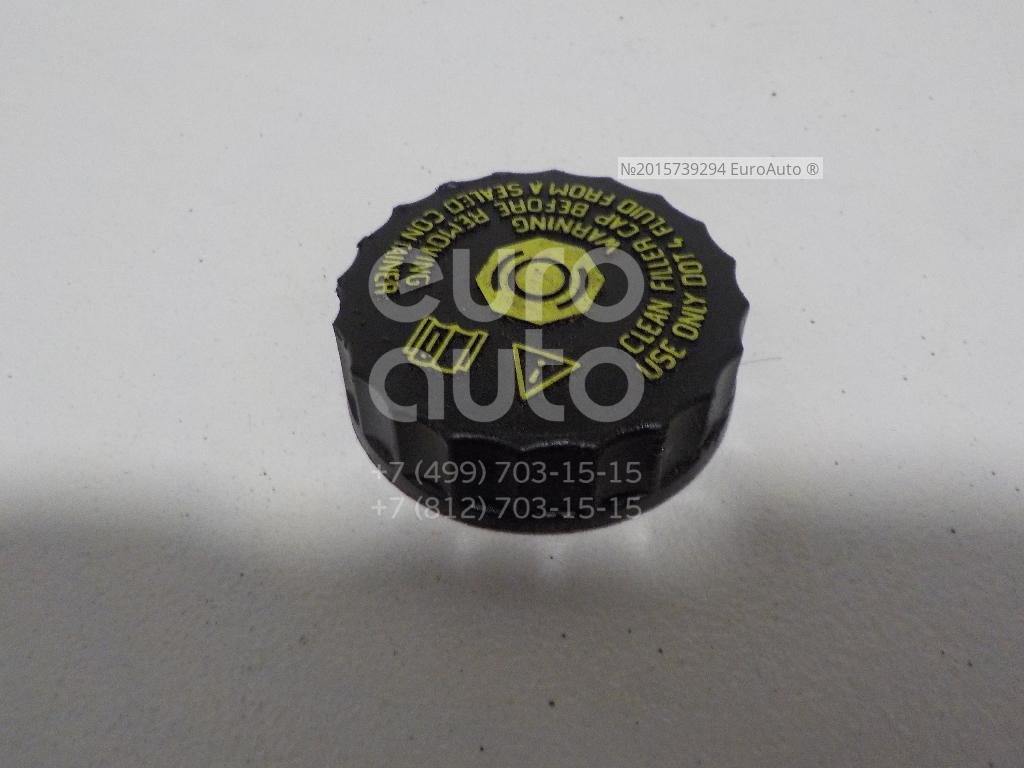 №2015739294 EuroAuto ®
WARNING
CLEAN FILLER CAP BEFORE REMOVING
USE ONLY DOT 4 FLUID FROM A SEALED CONTAINER
euro
auto
+7 (499) 703-15-15
+7 (812) 703-15-15